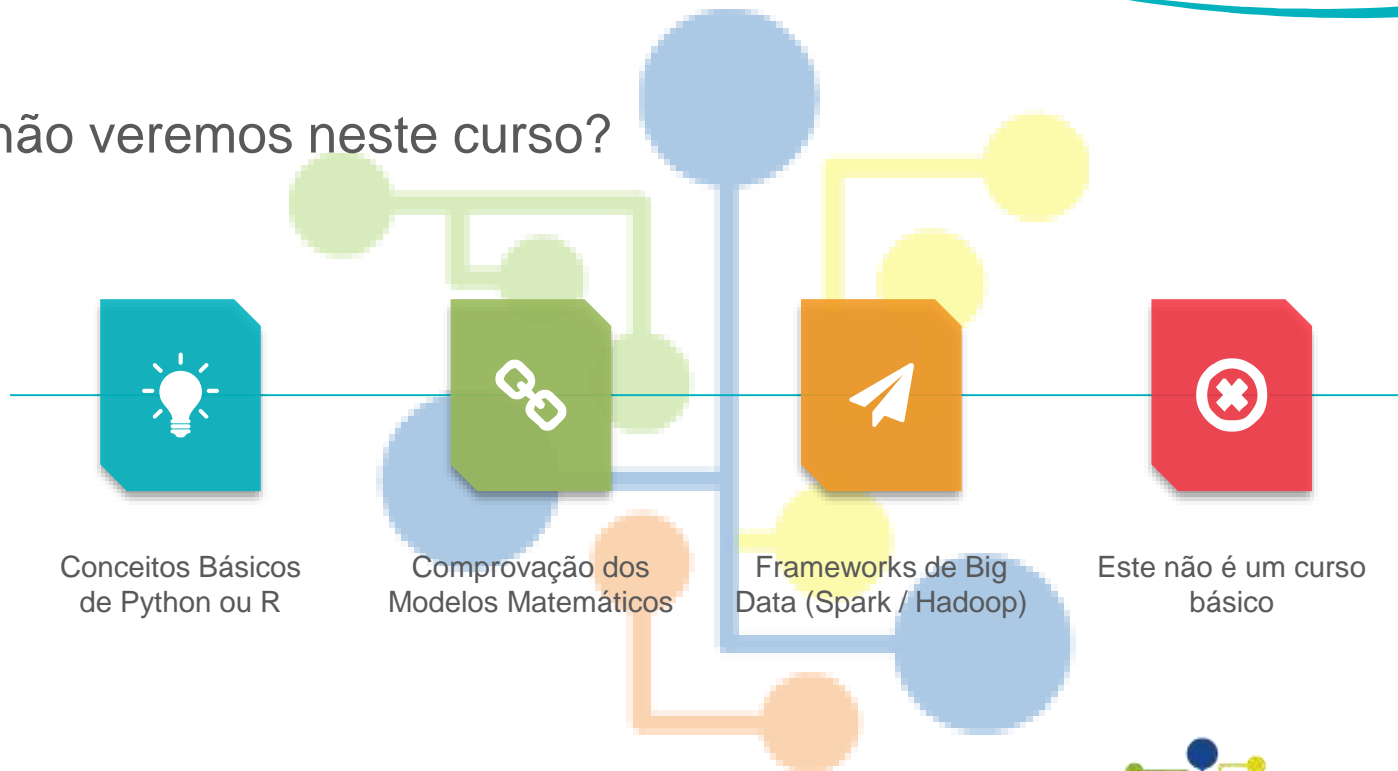 não veremos neste curso?
Conceitos Básicos
de Python ou R
Comprovação dos
Modelos Matemáticos
Frameworks de Big
Data (Spark / Hadoop)
Este não é um curso
básico